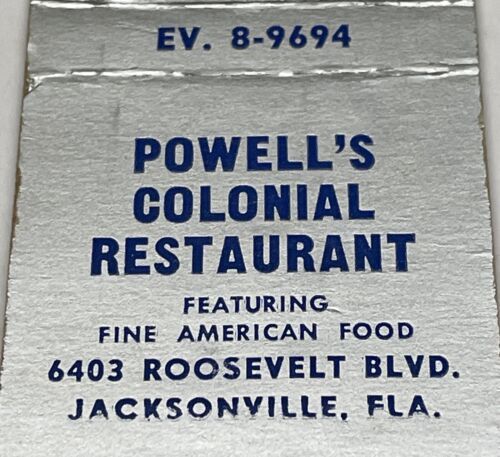 EV. 8-9694
POWELL'S
COLONIAL
RESTAURANT
FEATURING
FINE AMERICAN FOOD
6403 ROOSEVELT BLVD.
JACKSONVILLE, FLA.